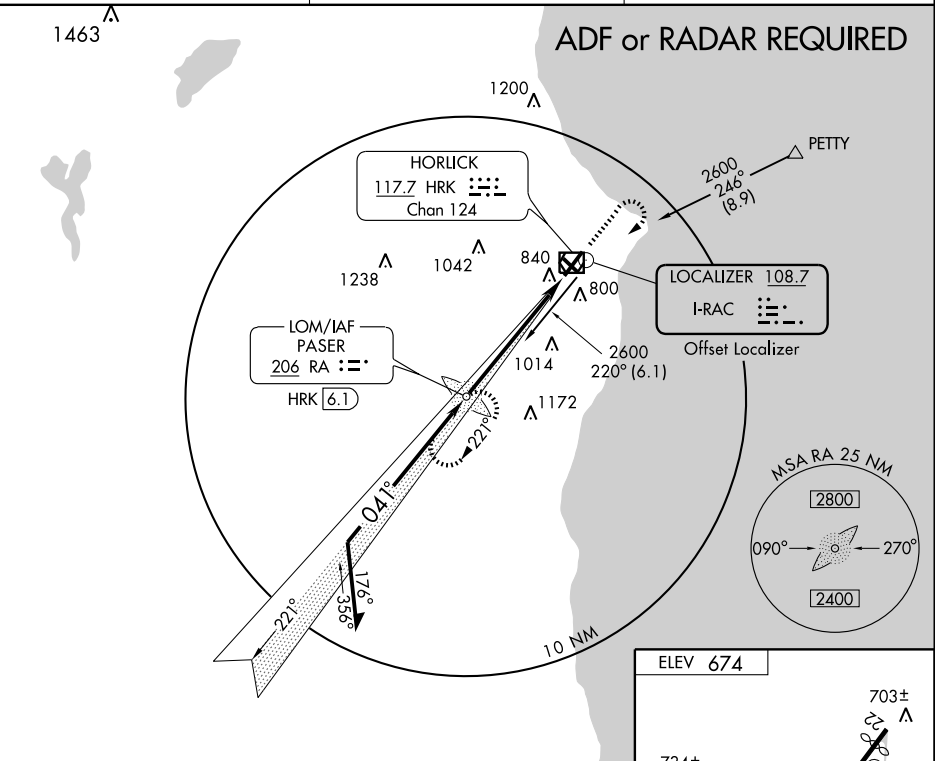 1463
ADF or RADAR REQUIRED
1200
PETTY
2600
246°
(8.9)
HORLICK
117.7 HRK
Chan 124
840
1238
1042
800
LOCALIZER 108.7
I-RAC
Offset Localizer
LOM/IAF
PASER
206 RA
HRK 6.1
1014
2600
220° (6.1)
1172
221°
041°
MSA RA 25 NM
2800
090°
270°
2400
176°
356°
221°
10 NM
ELEV 674
703±
22